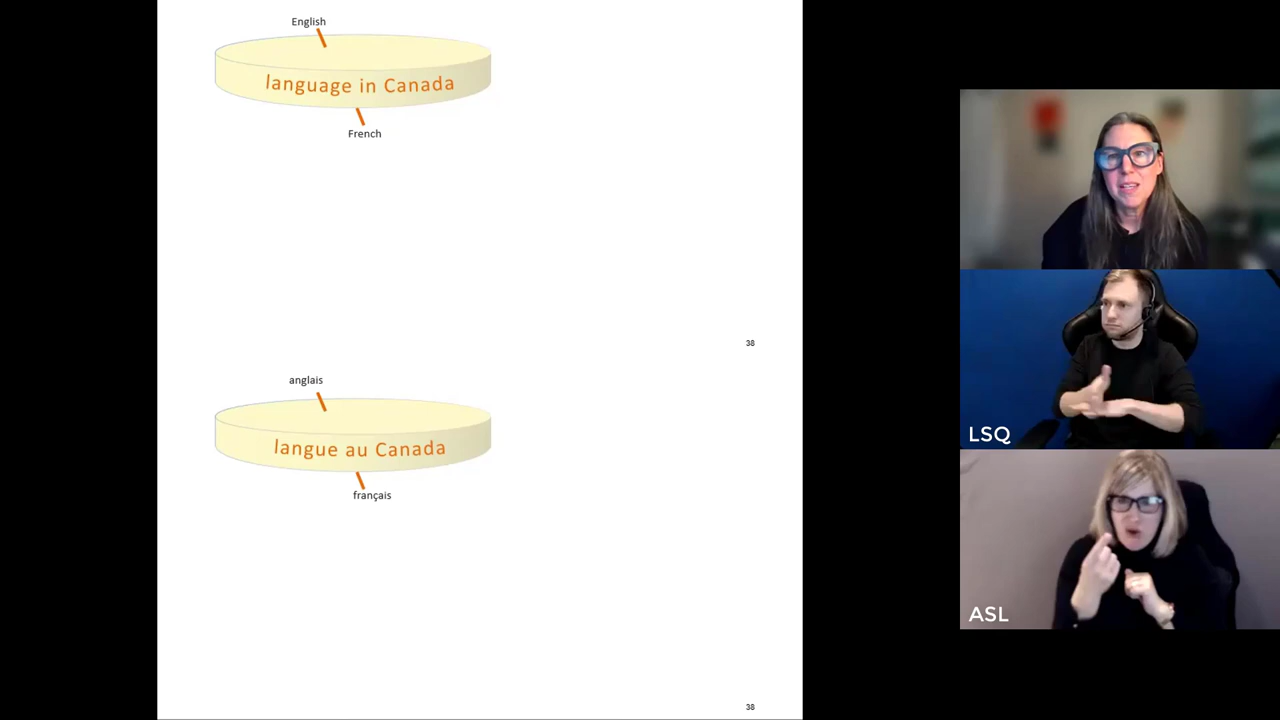 English
language in Canada
French
38
anglais
langue au Canada
français
38
LSQ
ASL